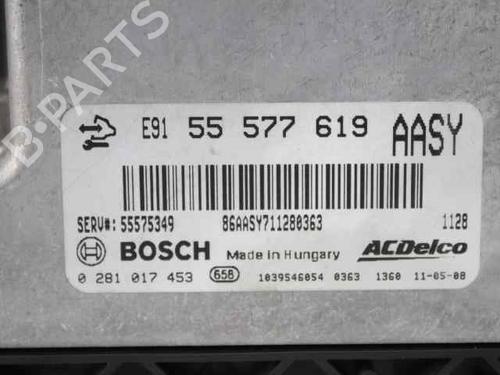 E91 55 577 619 AASY
SERV#: 55575349 86AASY711280363 1128
BOSCH Made in Hungary ACDelco
0 281 017 453 658 1039S46054 0363 1360 11-05-08
B-PARTS